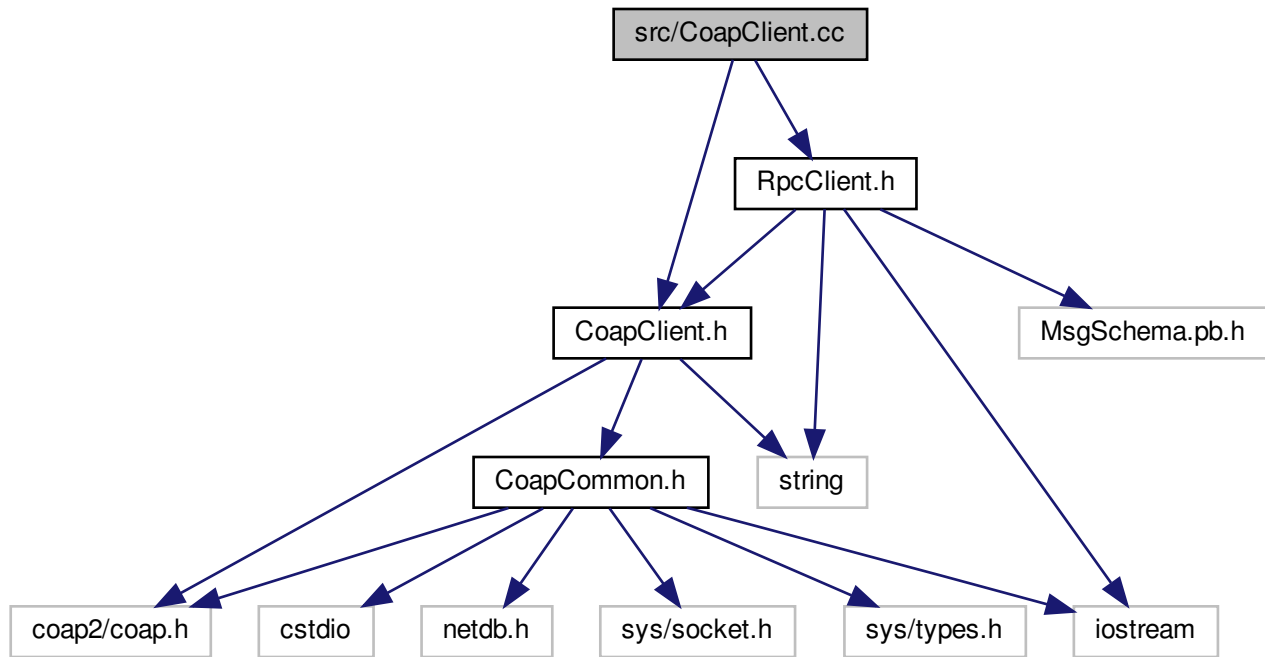 src/CoapClient.cc
RpcClient.h
CoapClient.h
MsgSchema.pb.h
CoapCommon.h
string
coap2/coap.h
cstdio
netdb.h
sys/socket.h
sys/types.h
iostream